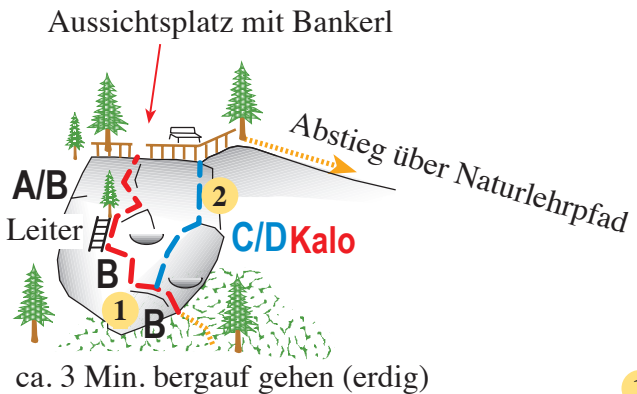 Aussichtsplatz mit Bankerl
Abstieg über Naturlehrpfad
A/B
2
Leiter
C/D Kalo
B
1
B
ca. 3 Min. bergauf gehen (erdig)